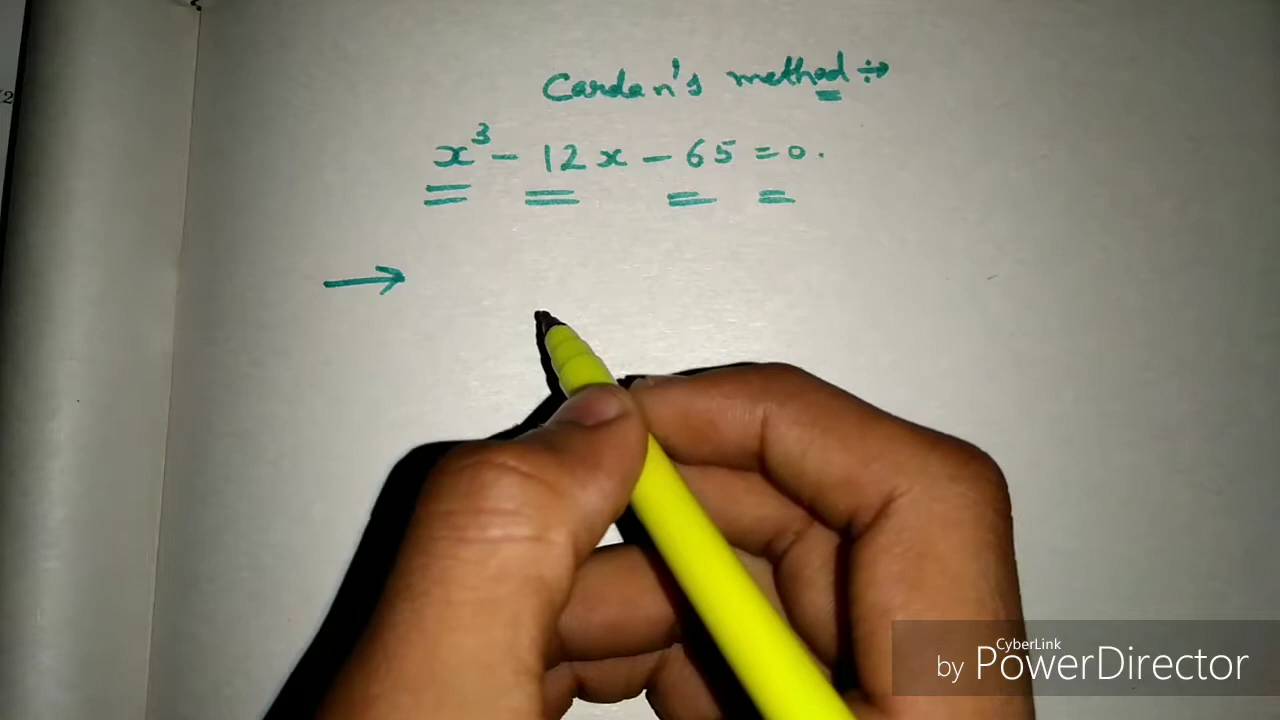 Cardan's method ÷→
x³ - 12x - 65 = 0.
→
CyberLink
by PowerDirector